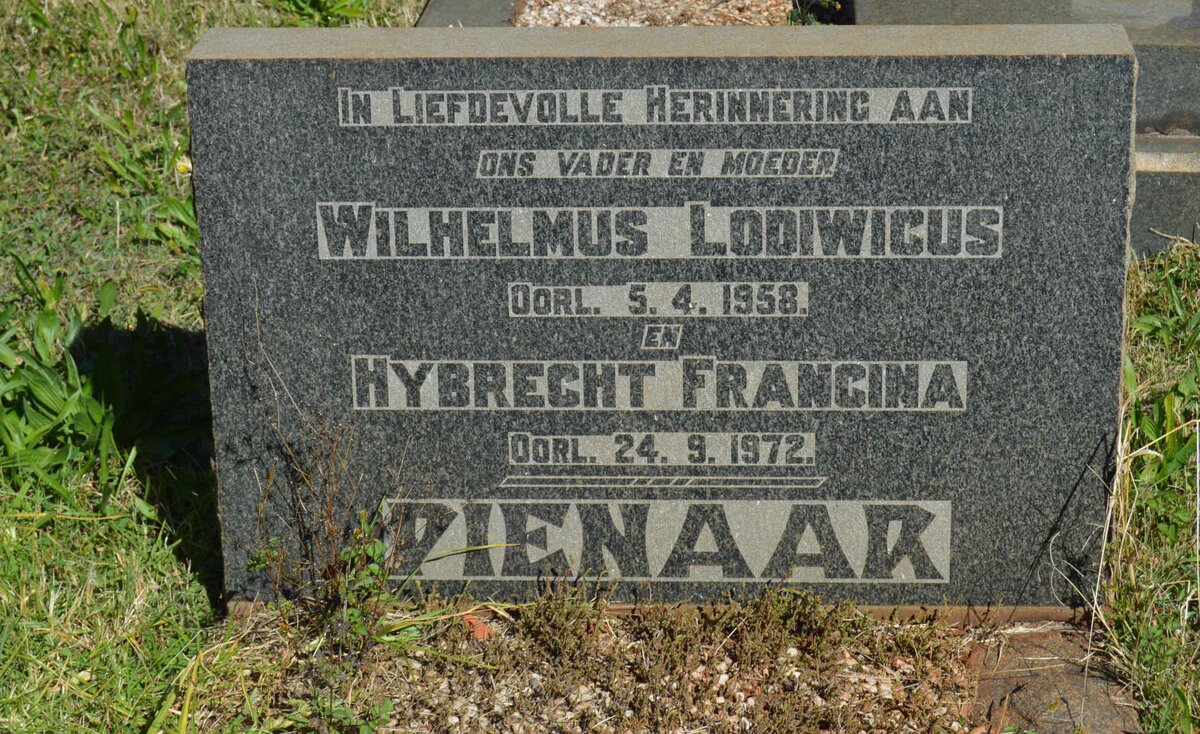 In Liefdevolle Herinnering aan
ons vader en moeder
Wilhelmus Lodiwicus
Oorl. 5. 4. 1958.
en
Hybrecht Francina
Oorl. 24. 9. 1972.
PIENAAR